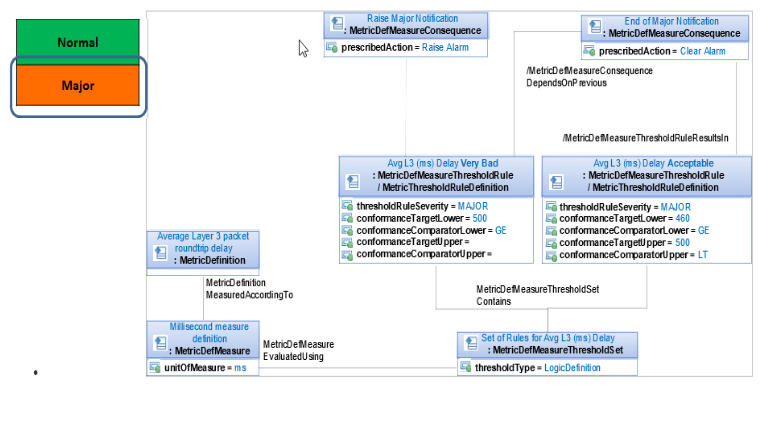 Normal
Major
Raise Major Notification
: MetricDefMeasureConsequence
prescribedAction = Raise Alarm
End of Major Notification
: MetricDefMeasureConsequence
prescribedAction = Clear Alarm
/MetricDefMeasureConsequence
DependsOnPrevious
/MetricDefMeasureThresholdRuleResultsIn
Avg L3 (ms) Delay Very Bad
: MetricDefMeasureThresholdRule
/ MetricThresholdRuleDefinition
thresholdRuleSeverity = MAJOR
conformanceTargetLower = 500
conformanceComparatorLower = GE
conformanceTargetUpper =
conformanceComparatorUpper =
Avg L3 (ms) Delay Acceptable
: MetricDefMeasureThresholdRule
/ MetricThresholdRuleDefinition
thresholdRuleSeverity = MAJOR
conformanceTargetLower = 460
conformanceComparatorLower = GE
conformanceTargetUpper = 500
conformanceComparatorUpper = LT
Average Layer 3 packet
roundtrip delay
: MetricDefinition
MetricDefinition
MeasuredAccordingTo
MetricDefMeasureThresholdSet
Contains
Millisecond measure
definition
: MetricDefMeasure
unitOfMeasure = ms
MetricDefMeasure
EvaluatedUsing
Set of Rules for Avg L3 (ms) Delay
: MetricDefMeasureThresholdSet
thresholdType = LogicDefinition